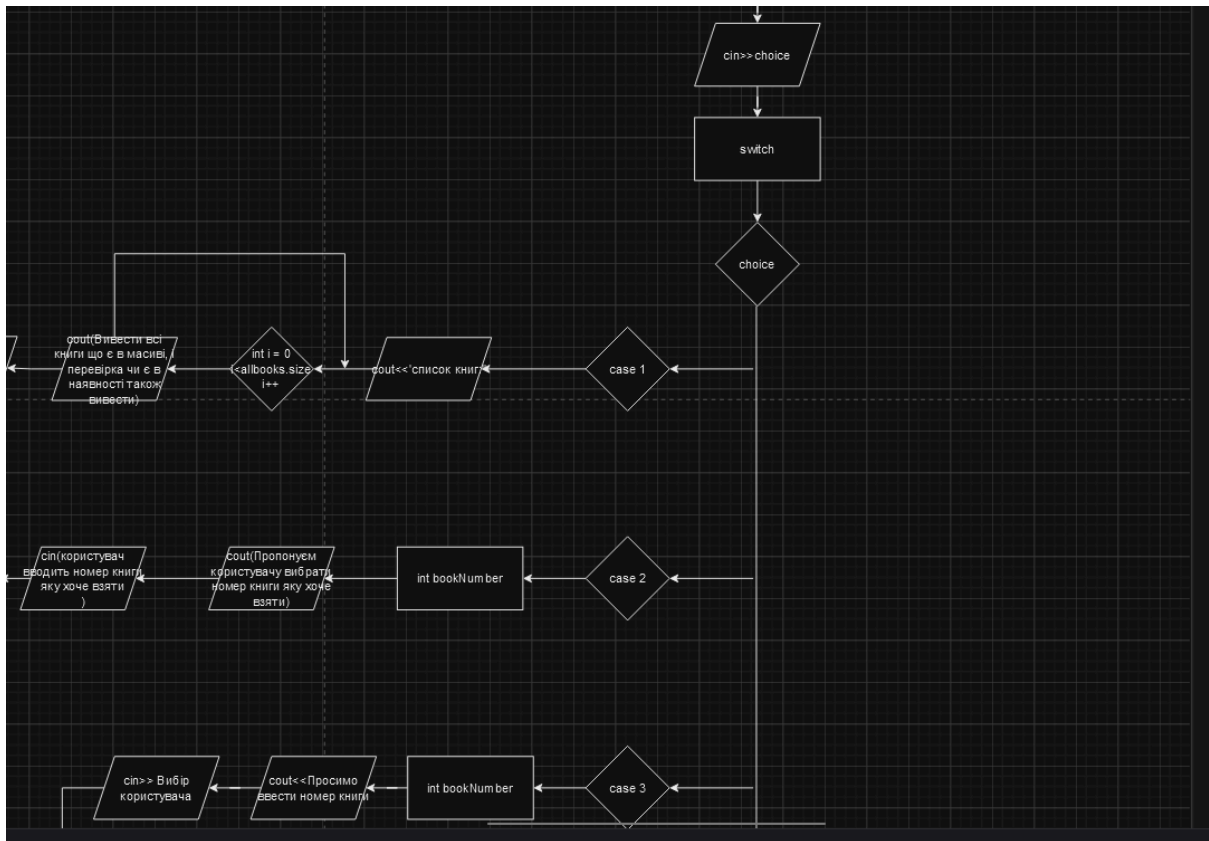 cin>>choice
switch
choice
cout(Вивести всі
книги що є в масиві, і
перевірка чи є в
наявності також
вивести)
int i = 0
i<allbooks.size
i++
cout<<'список книг
case 1
cin(користувач
вводить номер книги
яку хоче взяти
)
cout(Пропонуєм
користувачу вибрати
номер книги яку хоче
взяти)
int bookNumber
case 2
cin>> Вибір
користувача
cout<<Просимо
ввести номер книги
int bookNumber
case 3